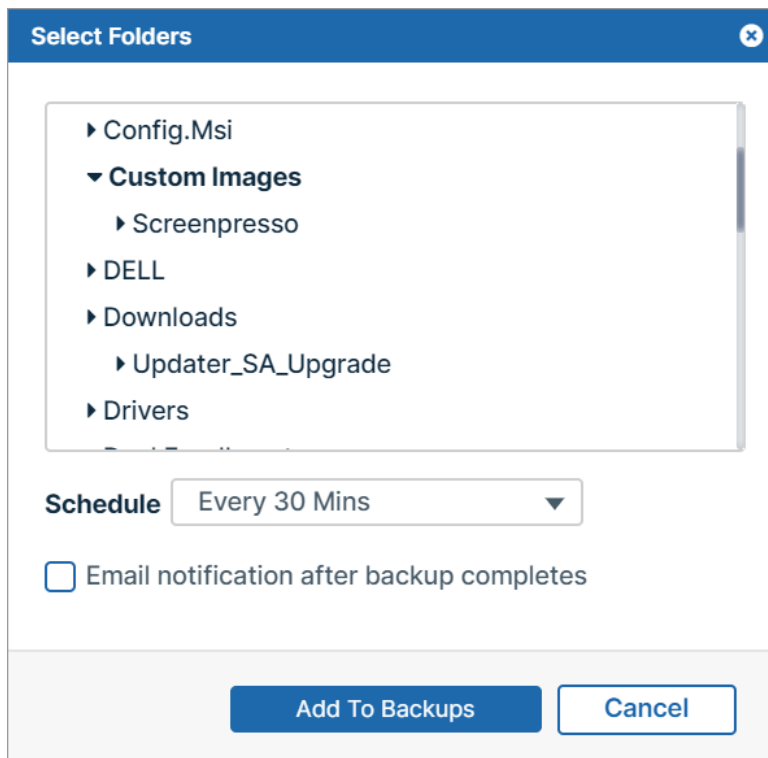 Select Folders
Config.Msi
Custom Images
Screenpresso
DELL
Downloads
Updater_SA_Upgrade
Drivers
Schedule Every 30 Mins
Email notification after backup completes
Add To Backups Cancel